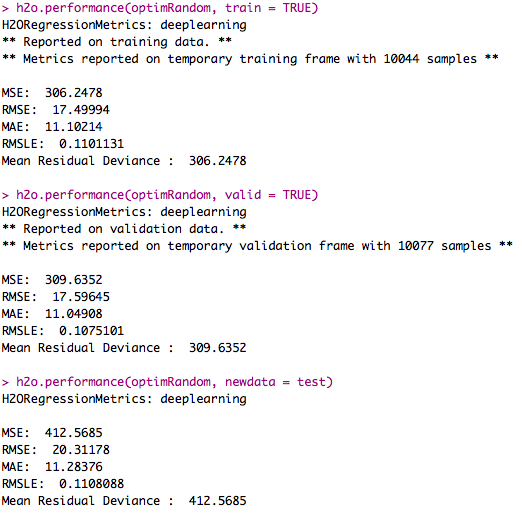 > h2o.performance(optimRandom, train = TRUE)
H2ORegressionMetrics: deeplearning
** Reported on training data. **
** Metrics reported on temporary training frame with 10044 samples **
MSE:  306.2478
RMSE:  17.49994
MAE:  11.10214
RMSLE:  0.1101131
Mean Residual Deviance :  306.2478
> h2o.performance(optimRandom, valid = TRUE)
H2ORegressionMetrics: deeplearning
** Reported on validation data. **
** Metrics reported on temporary validation frame with 10077 samples **
MSE:  309.6352
RMSE:  17.59645
MAE:  11.04908
RMSLE:  0.1075101
Mean Residual Deviance :  309.6352
> h2o.performance(optimRandom, newdata = test)
H2ORegressionMetrics: deeplearning
MSE:  412.5685
RMSE:  20.31178
MAE:  11.28376
RMSLE:  0.1108088
Mean Residual Deviance :  412.5685